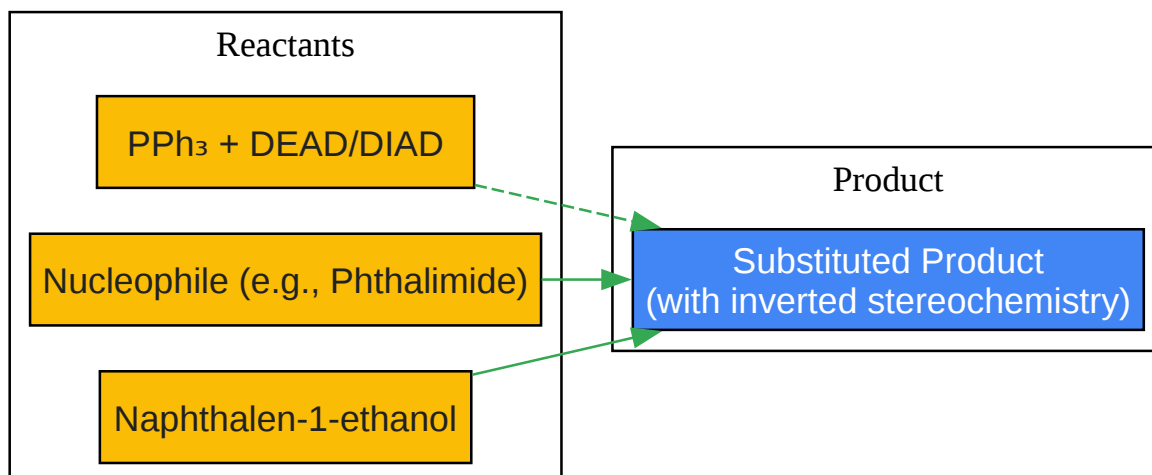 Reactants
PPh₃ + DEAD/DIAD
Nucleophile (e.g., Phthalimide)
Naphthalen-1-ethanol
Product
Substituted Product
(with inverted stereochemistry)